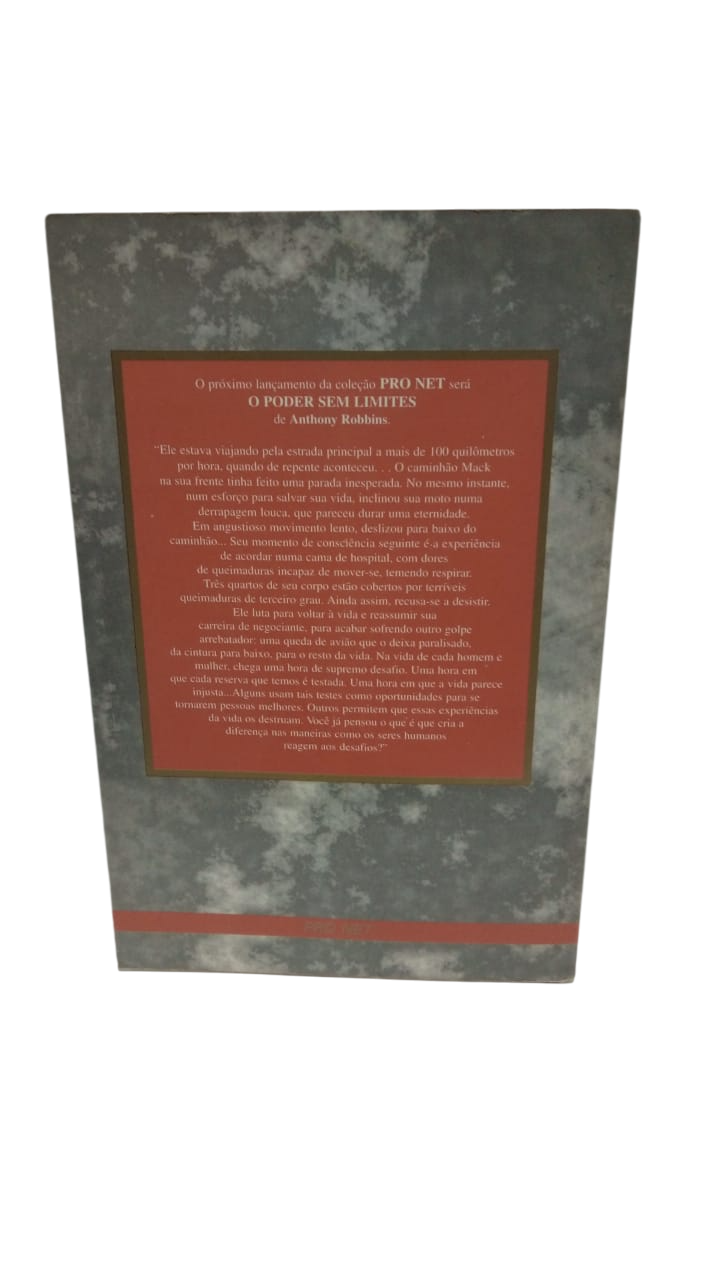 O próximo lançamento da coleção PRO NET será
O PODER SEM LIMITES
de Anthony Robbins.
“Ele estava viajando pela estrada principal a mais de 100 quilômetros
por hora, quando de repente aconteceu. . . O caminhão Mack
na sua frente tinha feito uma parada inesperada. No mesmo instante,
num esforço para salvar sua vida, inclinou sua moto numa
derrapagem louca, que pareceu durar uma eternidade.
Em angustioso movimento lento, deslizou para baixo do
caminhão... Seu momento de consciência seguinte é-a experiência
de acordar numa cama de hospital, com dores
de queimaduras incapaz de mover-se, temendo respirar.
Três quartos de seu corpo estão cobertos por terríveis
queimaduras de terceiro grau. Ainda assim, recusa-se a desistir.
Ele luta para voltar à vida e reassumir sua
carreira de negociante, para acabar sofrendo outro golpe
arrebatador: uma queda de avião que o deixa paralisado,
da cintura para baixo, para o resto da vida. Na vida de cada homem e
mulher, chega uma hora de supremo desafio. Uma hora em
que cada reserva que temos é testada. Uma hora em que a vida parece
injusta...Alguns usam tais testes como oportunidades para se
tornarem pessoas melhores. Outros permitem que essas experiências
da vida os destruam. Você já pensou o que é que cria a
diferença nas maneiras como os seres humanos
reagem aos desafios?”
PRO NET